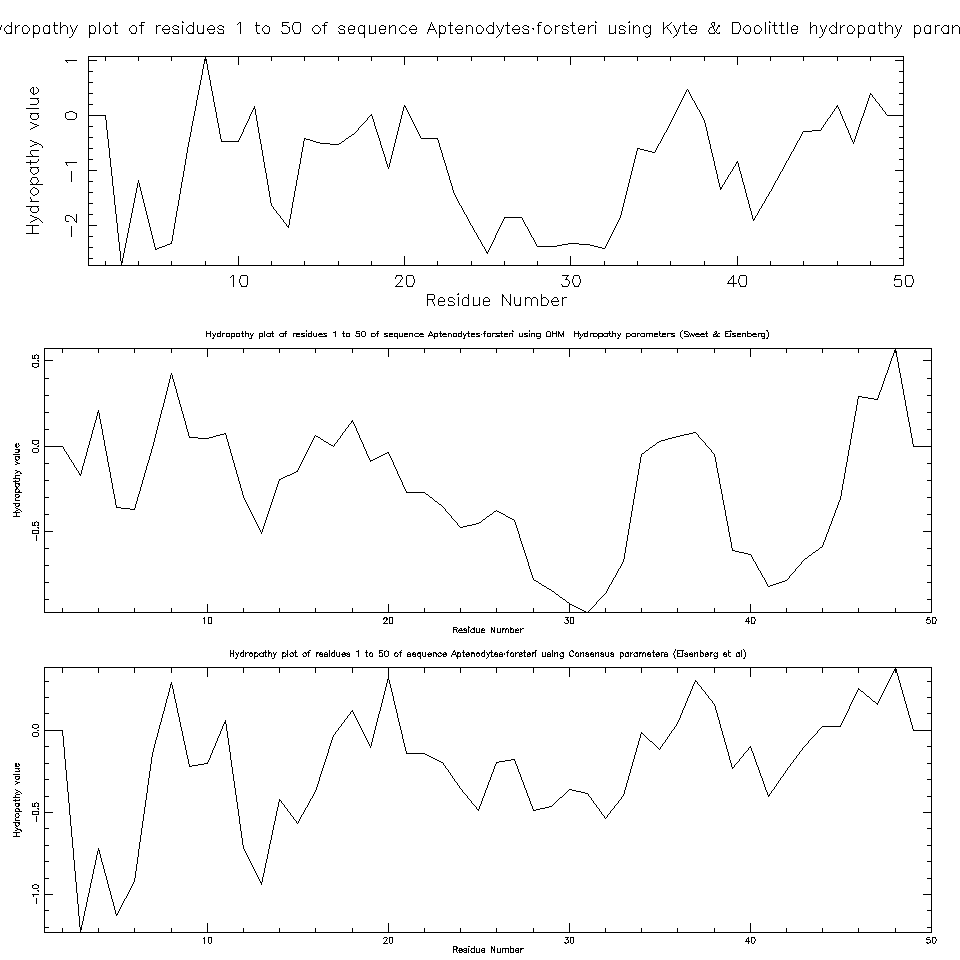 ydropathy plot of residues 1 to 50 of sequence Aptenodytes-forsteri using Kyte & Doolittle hydropathy paran
Hydropathy value
1
0
−1
−2
10 20 30 40 50
Residue Number
Hydropathy plot of residues 1 to 50 of sequence Aptenodytes-forsteri using OHM Hydropathy parameters (Sweet & Eisenberg)
Hydropathy value
0.5
0.0
−0.5
10 20 30 40 50
Residue Number
Hydropathy plot of residues 1 to 50 of sequence Aptenodytes-forsteri using Consensus parameters (Eisenberg et al)
Hydropathy value
0.0
−0.5
−1.0
10 20 30 40 50
Residue Number